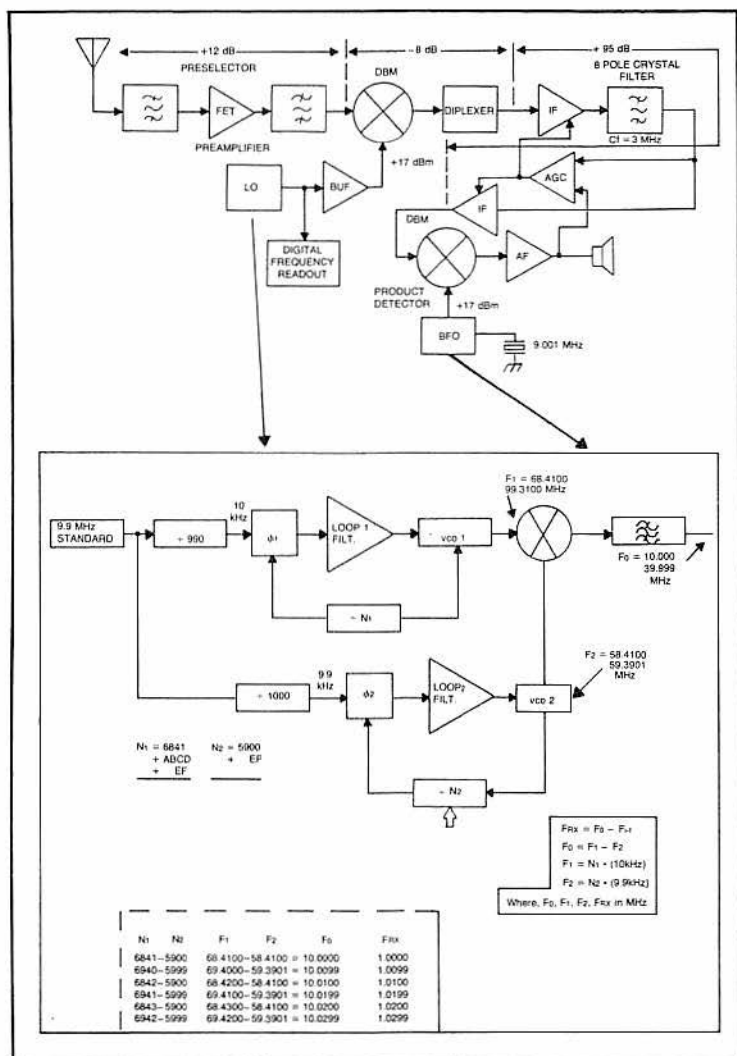 +12 dB
−8 dB
+ 95 dB
PRESELECTOR
DBM
8 POLE CRYSTAL
FILTER
FET
DIPLEXER
IF
PREAMPLIFIER
+17 dBm
Cf = 3 MHz
LO
BUF
AGC
DBM
IF
DIGITAL
FREQUENCY
READOUT
AF
PRODUCT
DETECTOR
+17 dBm
BFO
9.001 MHz
F1 = 68.4100
99.3100 MHz
9.9 MHz
STANDARD
÷ 990
10
kHz
ϕ1
LOOP 1
FILT.
vco 1
F0 = 10.000
39.999
MHz
÷ N1
F2 = 58.4100
59.3901
MHz
÷ 1000
9.9
kHz
ϕ2
LOOP2
FILT.
vco 2
N1 = 6841
+ ABCD
+ EF
N2 = 5900
+ EF
÷ N2
FRX = F0 − FIF
F0 = F1 − F2
F1 = N1 • (10kHz)
F2 = N2 • (9.9kHz)
Where, F0, F1, F2, FRX in MHz
N1 N2 F1 F2 F0 FRX
6841−5900 68.4100−58.4100 = 10.0000 1.0000
6940−5999 69.4000−59.3901 = 10.0099 1.0099
6842−5900 68.4200−58.4100 = 10.0100 1.0100
6941−5999 69.4100−59.3901 = 10.0199 1.0199
6843−5900 68.4300−58.4100 = 10.0200 1.0200
6942−5999 69.4200−59.3901 = 10.0299 1.0299